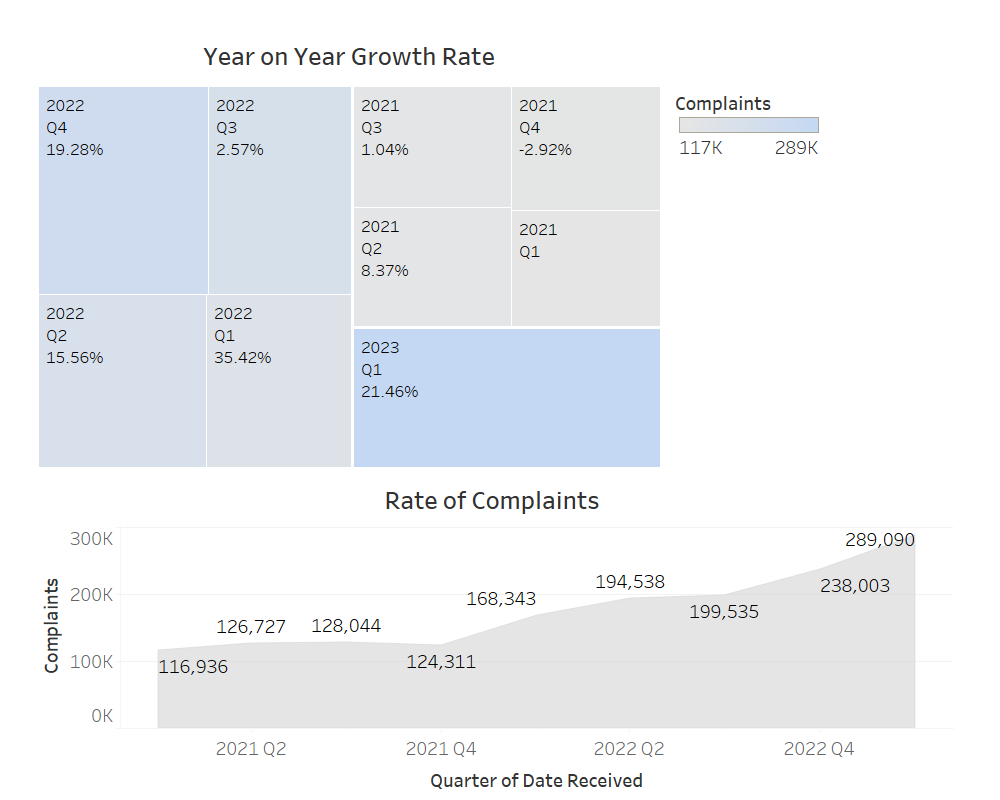 Year on Year Growth Rate
2022
Q4
19.28%
2022
Q3
2.57%
2021
Q3
1.04%
2021
Q4
-2.92%
2021
Q2
8.37%
2021
Q1
2022
Q2
15.56%
2022
Q1
35.42%
2023
Q1
21.46%
Complaints
117K 289K
Rate of Complaints
Complaints
300K
200K
100K
0K
116,936
126,727
128,044
124,311
168,343
194,538
199,535
238,003
289,090
2021 Q2 2021 Q4 2022 Q2 2022 Q4
Quarter of Date Received